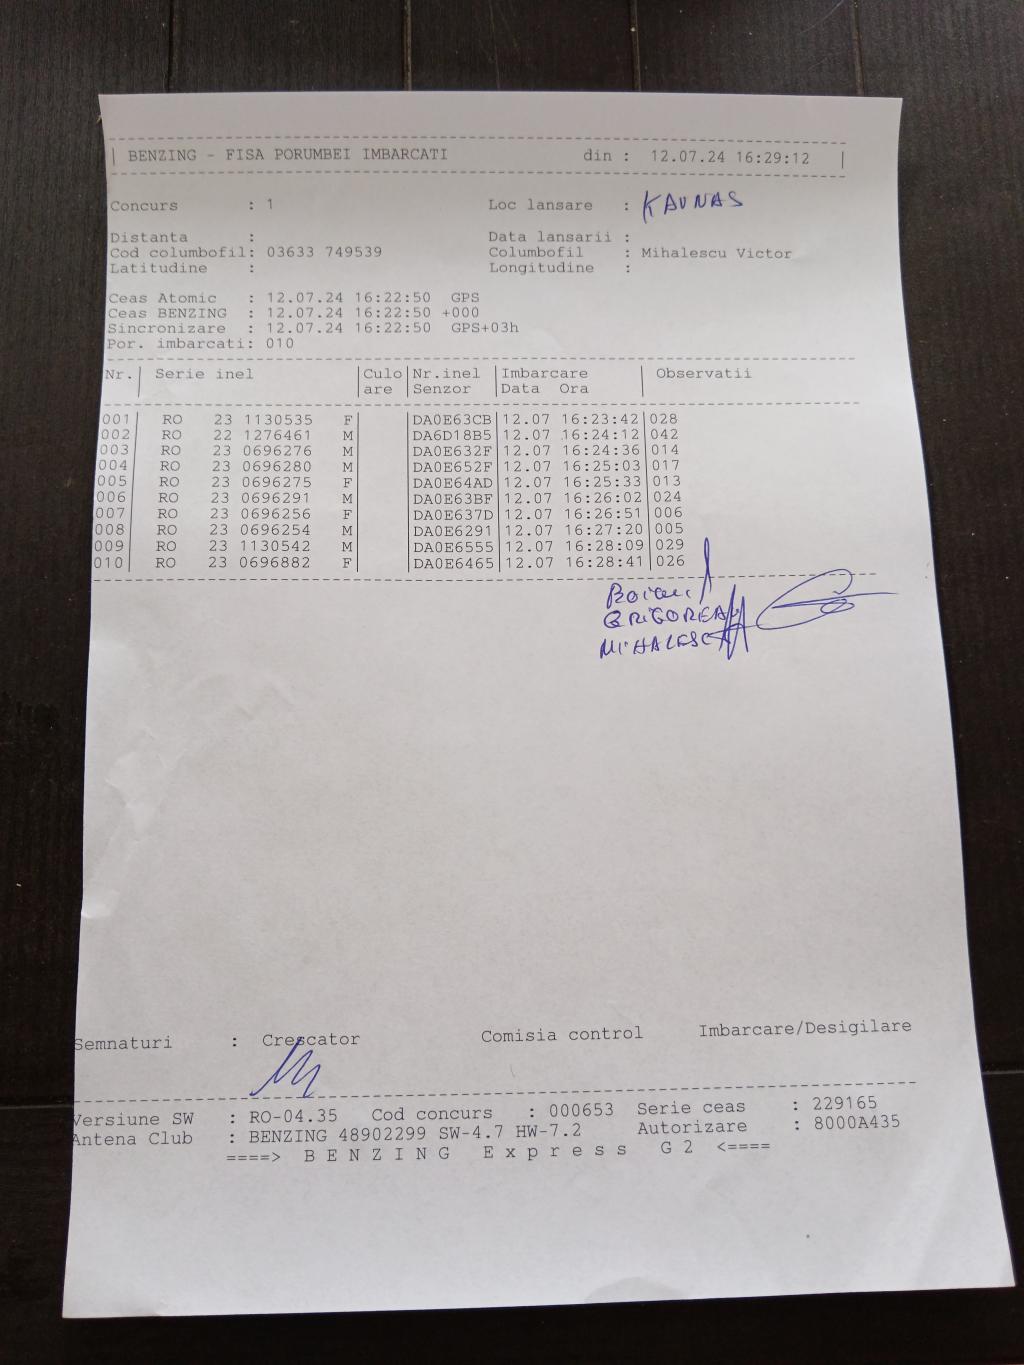 BENZING - FISA PORUMBEI IMBARCATI din : 12.07.24 16:29:12
Concurs : 1 Loc lansare : KAUNAS
Distanta : Data lansarii :
Cod columbofil: 03633 749539 Columbofil : Mihalescu Victor
Latitudine : Longitudine :
Ceas Atomic : 12.07.24 16:22:50 GPS
Ceas BENZING : 12.07.24 16:22:50 +000
Sincronizare : 12.07.24 16:22:50 GPS+03h
Por. imbarcati: 010
Nr. Serie inel Culo Nr.inel Imbarcare Observatii
are Senzor Data Ora
001 RO 23 1130535 F DA0E63CB 12.07 16:23:42 028
002 RO 22 1276461 M DA6D18B5 12.07 16:24:12 042
003 RO 23 0696276 M DA0E632F 12.07 16:24:36 014
004 RO 23 0696280 M DA0E652F 12.07 16:25:03 017
005 RO 23 0696275 F DA0E64AD 12.07 16:25:33 013
006 RO 23 0696291 M DA0E63BF 12.07 16:26:02 024
007 RO 23 0696256 F DA0E637D 12.07 16:26:51 006
008 RO 23 0696254 M DA0E6291 12.07 16:27:20 005
009 RO 23 1130542 M DA0E6555 12.07 16:28:09 029
010 RO 23 0696882 F DA0E6465 12.07 16:28:41 026
Semnaturi : Crescator Comisia control Imbarcare/Desigilare
Versiune SW : RO-04.35 Cod concurs : 000653 Serie ceas : 229165
Antena Club : BENZING 48902299 SW-4.7 HW-7.2 Autorizare : 8000A435
====> B E N Z I N G E x p r e s s G 2 <====